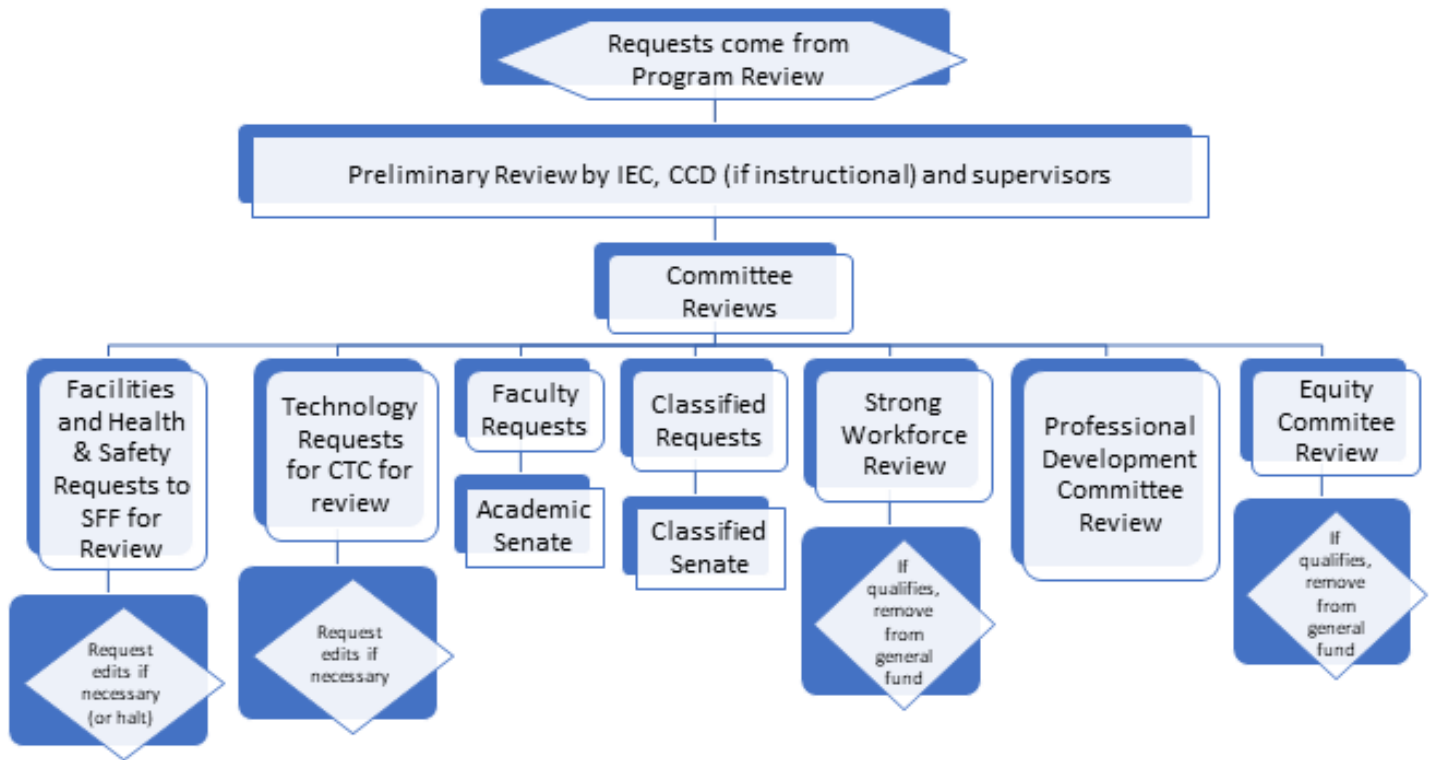 Requests come from
Program Review
Preliminary Review by IEC, CCD (if instructional) and supervisors
Committee
Reviews
Facilities
and Health
& Safety
Requests to
SFF for
Review
Request
edits if
necessary
(or halt)
Technology
Requests
for CTC for
review
Request
edits if
necessary
Faculty
Requests
Academic
Senate
Classified
Requests
Classified
Senate
Strong
Workforce
Review
If
qualifies,
remove
from
general
fund
Professional
Development
Committee
Review
Equity
Commitee
Review
If
qualifies,
remove
from
general
fund